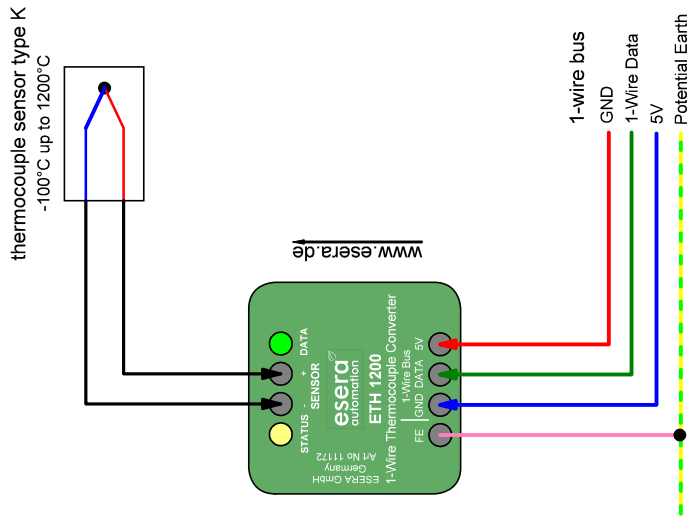 thermocouple sensor type K
-100°C up to 1200°C
1-wire bus
GND
1-Wire Data
5V
Potential Earth
www.esera.de
DATA
+
SENSOR
-
STATUS
esera
automation
ETH 1200
1-Wire Thermocouple Converter
1-Wire Bus
FE
GND
DATA
5V
ESERA GmbH
Germany
Art No 11172